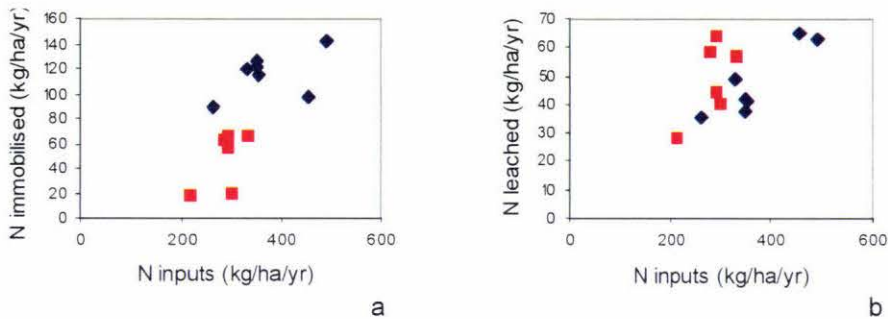 N immobilised (kg/ha/yr)
160
140
120
100
80
60
40
20
0
0 200 400 600
N inputs (kg/ha/yr)
a
N leached (kg/ha/yr)
70
60
50
40
30
20
10
0
0 200 400 600
N inputs (kg/ha/yr)
b